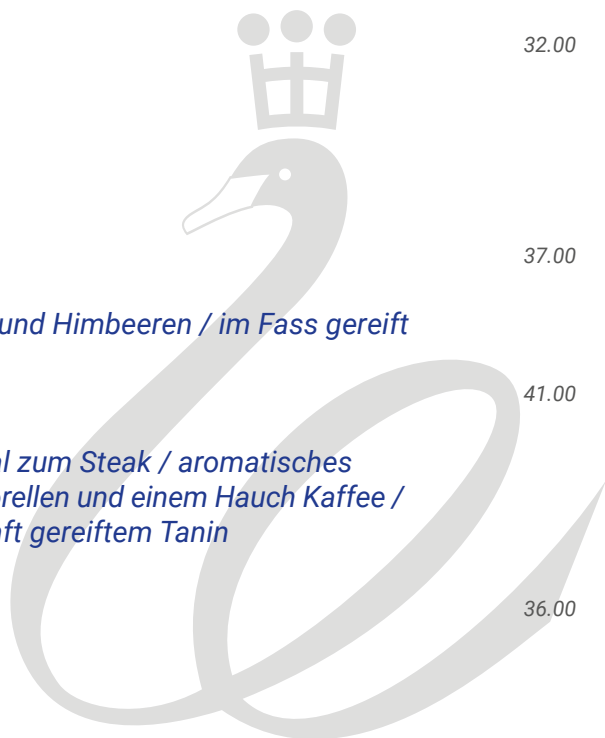 32.00
37.00
und Himbeeren / im Fass gereift
41.00
al zum Steak / aromatisches
rellen und einem Hauch Kaffee /
ft gereiftem Tanin
36.00